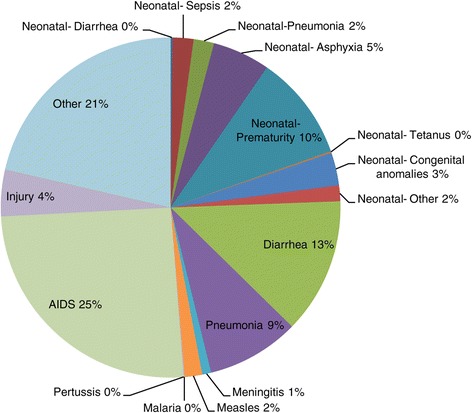 Neonatal- Diarrhea 0%
Neonatal- Sepsis 2%
Neonatal-Pneumonia 2%
Neonatal- Asphyxia 5%
Neonatal-
Prematurity 10%
Neonatal- Tetanus 0%
Neonatal- Congenital
anomalies 3%
Neonatal- Other 2%
Diarrhea 13%
Pneumonia 9%
Meningitis 1%
Measles 2%
Malaria 0%
Pertussis 0%
AIDS 25%
Injury 4%
Other 21%